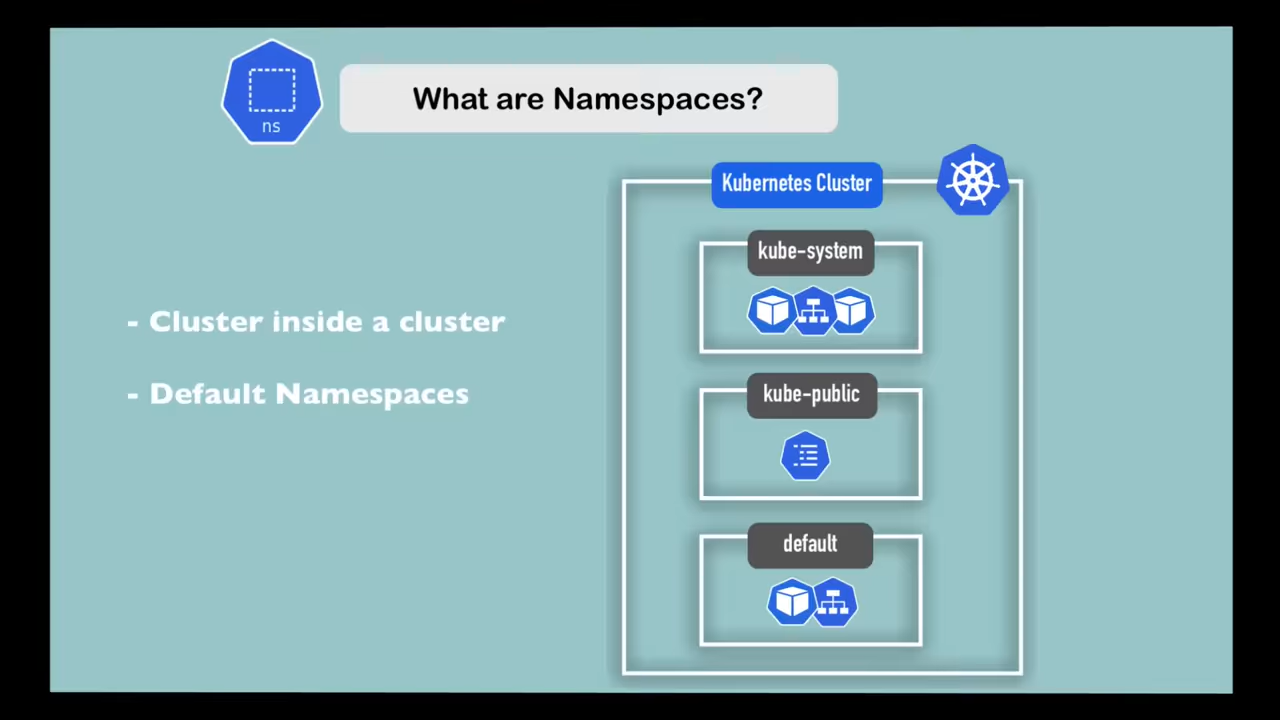 What are Namespaces?
ns
Kubernetes Cluster
kube-system
- Cluster inside a cluster
- Default Namespaces
kube-public
default